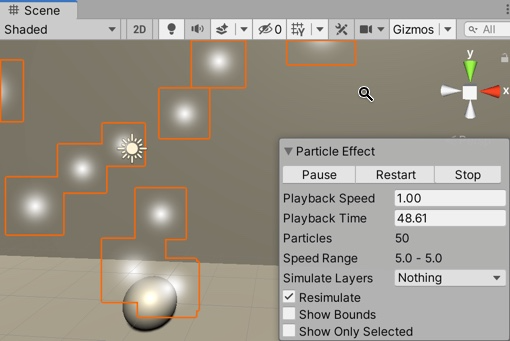 Scene
Shaded
2D
0
Gizmos
All
y
x
Particle Effect
Pause
Restart
Stop
Playback Speed 1.00
Playback Time 48.61
Particles 50
Speed Range 5.0 - 5.0
Simulate Layers Nothing
Resimulate
Show Bounds
Show Only Selected